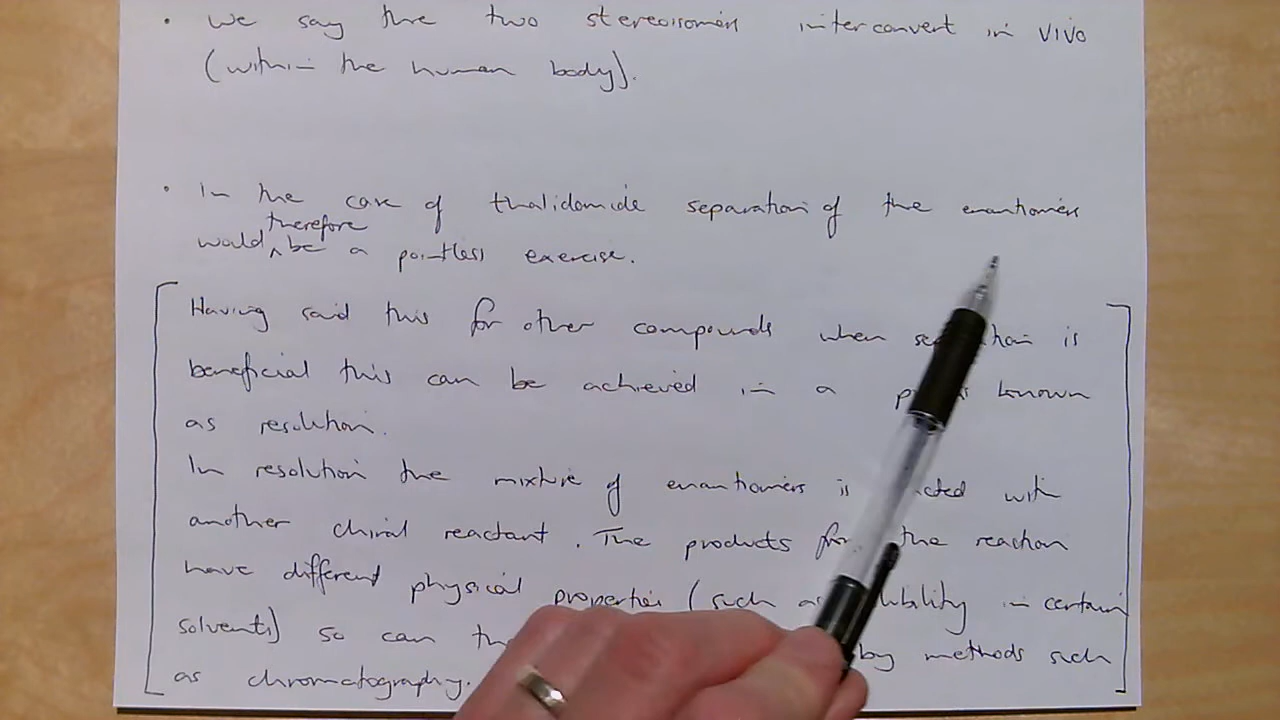 • We say the two stereoisomers interconvert in vivo
(within the human body).
• In the case of thalidomide separation of the enantiomers
therefore
would ^ be a pointless exercise.
Having said this for other compounds when is
beneficial this can be achieved in a known
as resolution.
In resolution the mixture of enantiomers is with
another chiral reactant. The products the reaction
have different physical properties (such as in certain
solvents) so can by methods such
as chromatography.